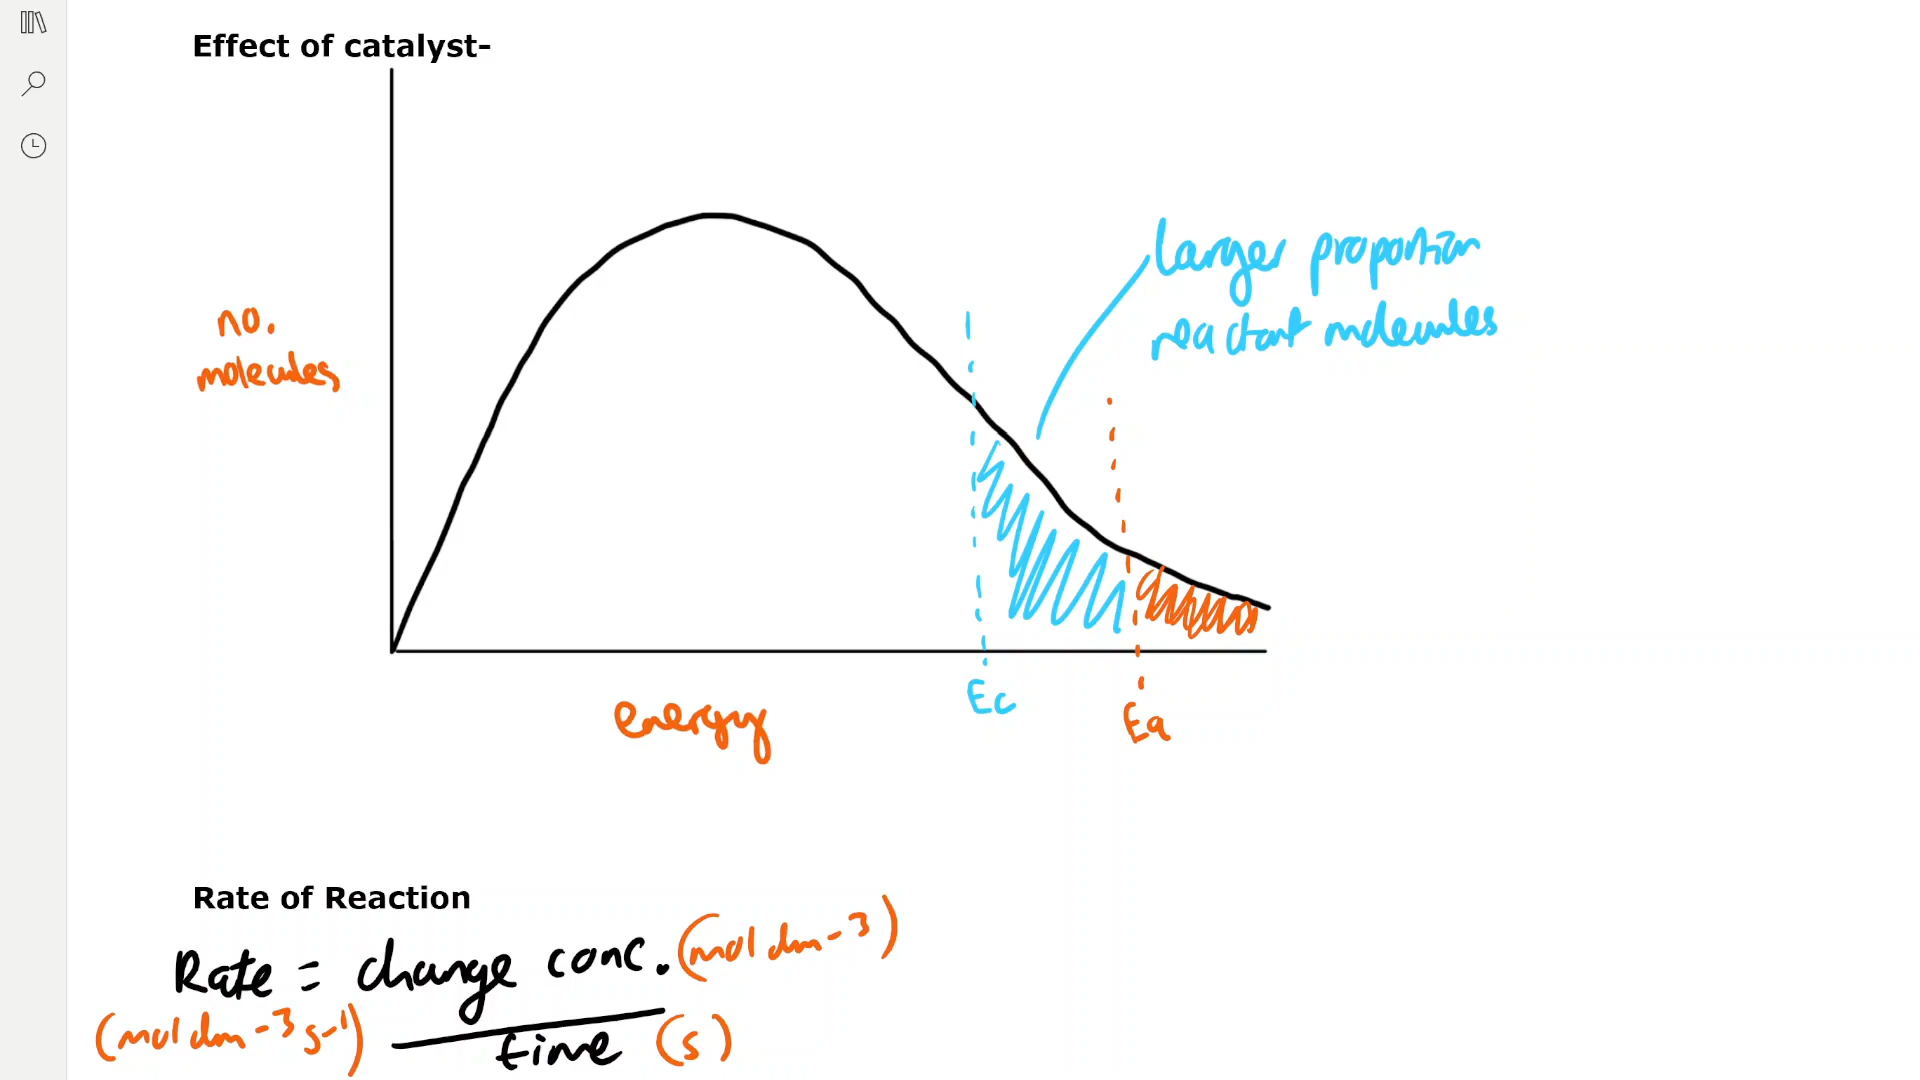 Effect of catalyst-
larger proportion
reactant molecules
no.
molecules
Ec
Ea
energy
Rate of Reaction
Rate = change conc. (mol dm-3)
(mol dm-3 s-1) time (s)